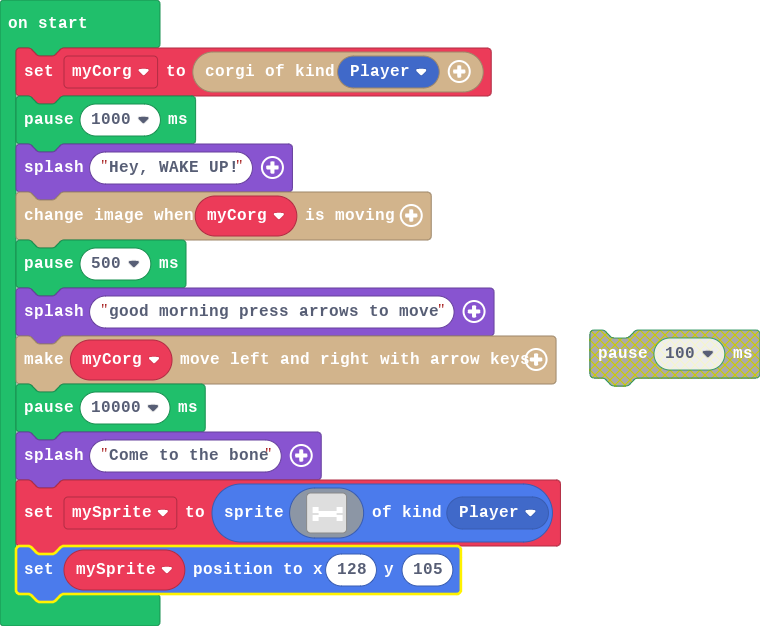 on start
set myCorg to corgi of kind Player
pause 1000 ms
splash "Hey, WAKE UP!"
change image when myCorg is moving
pause 500 ms
splash "good morning press arrows to move"
make myCorg move left and right with arrow keys
pause 100 ms
pause 10000 ms
splash "Come to the bone"
set mySprite to sprite of kind Player
set mySprite position to x 128 y 105